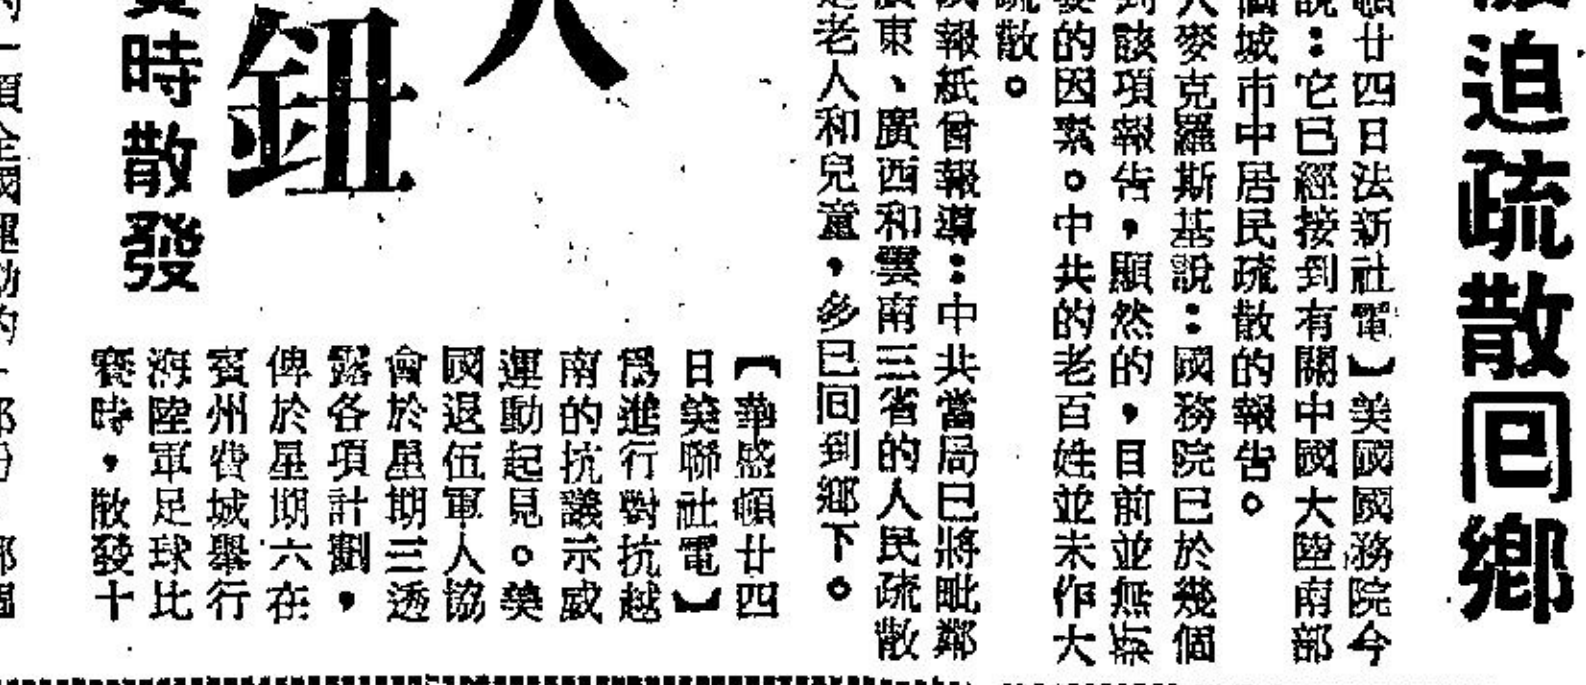 迫疏散回鄉
頓廿四日法新社電】美國國務院今
說：它已經接到有關中國大陸南部
個城市中居民疏散的報告。
麥克羅斯基說：國務院已於幾個
到該項報告，顯然的，目前並無
的因素。中共的老百姓並未作大
疏散。
報紙曾報導：中共當局已將毗鄰
廣東、廣西和雲南三省的人民疏散
老人和兒童，多已回到鄉下。
人
鈕
時散發
【華盛頓廿四
日美聯社電】
爲進行對抗越
南的抗議示威
運動起見。美
國退伍軍人協
會於星期三透
露各項計劃，
俾於星期六在
賓州費城舉行
海陸軍足球比
賽時，散發十
一項全國運動的